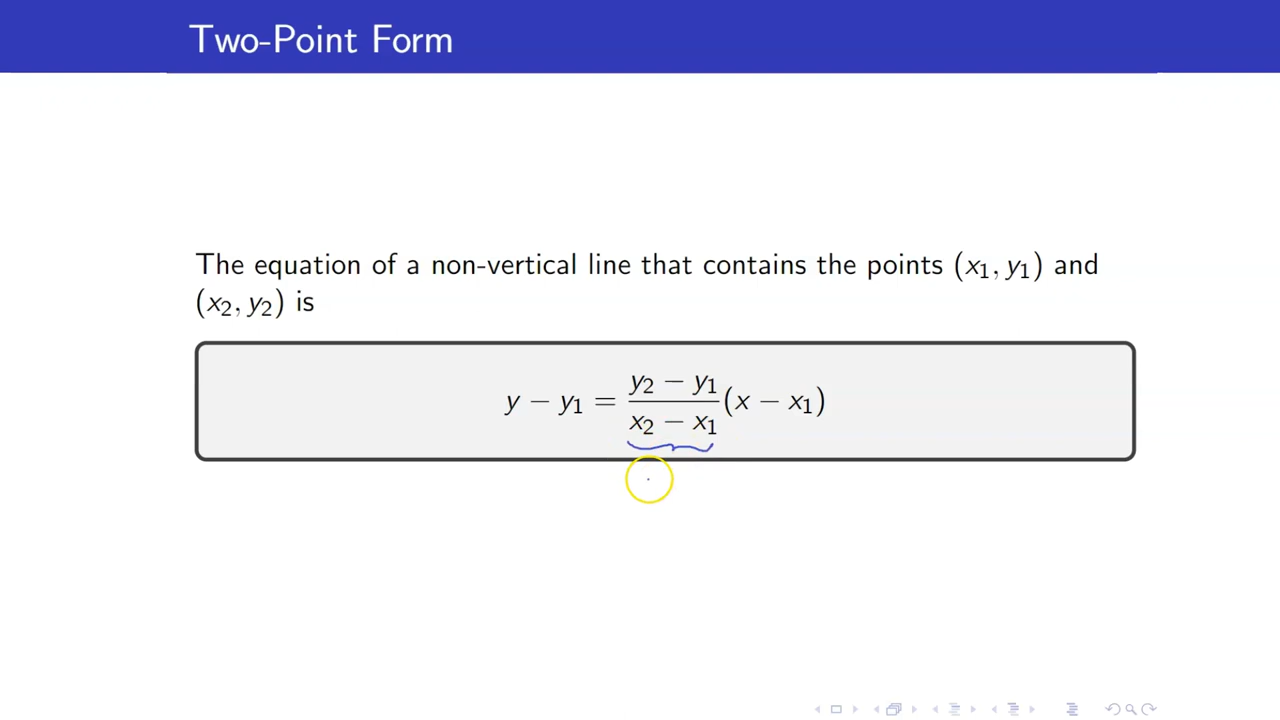 Two-Point Form
The equation of a non-vertical line that contains the points (x₁, y₁) and
(x₂, y₂) is
y − y₁ = \frac{y₂ − y₁}{x₂ − x₁}(x − x₁)